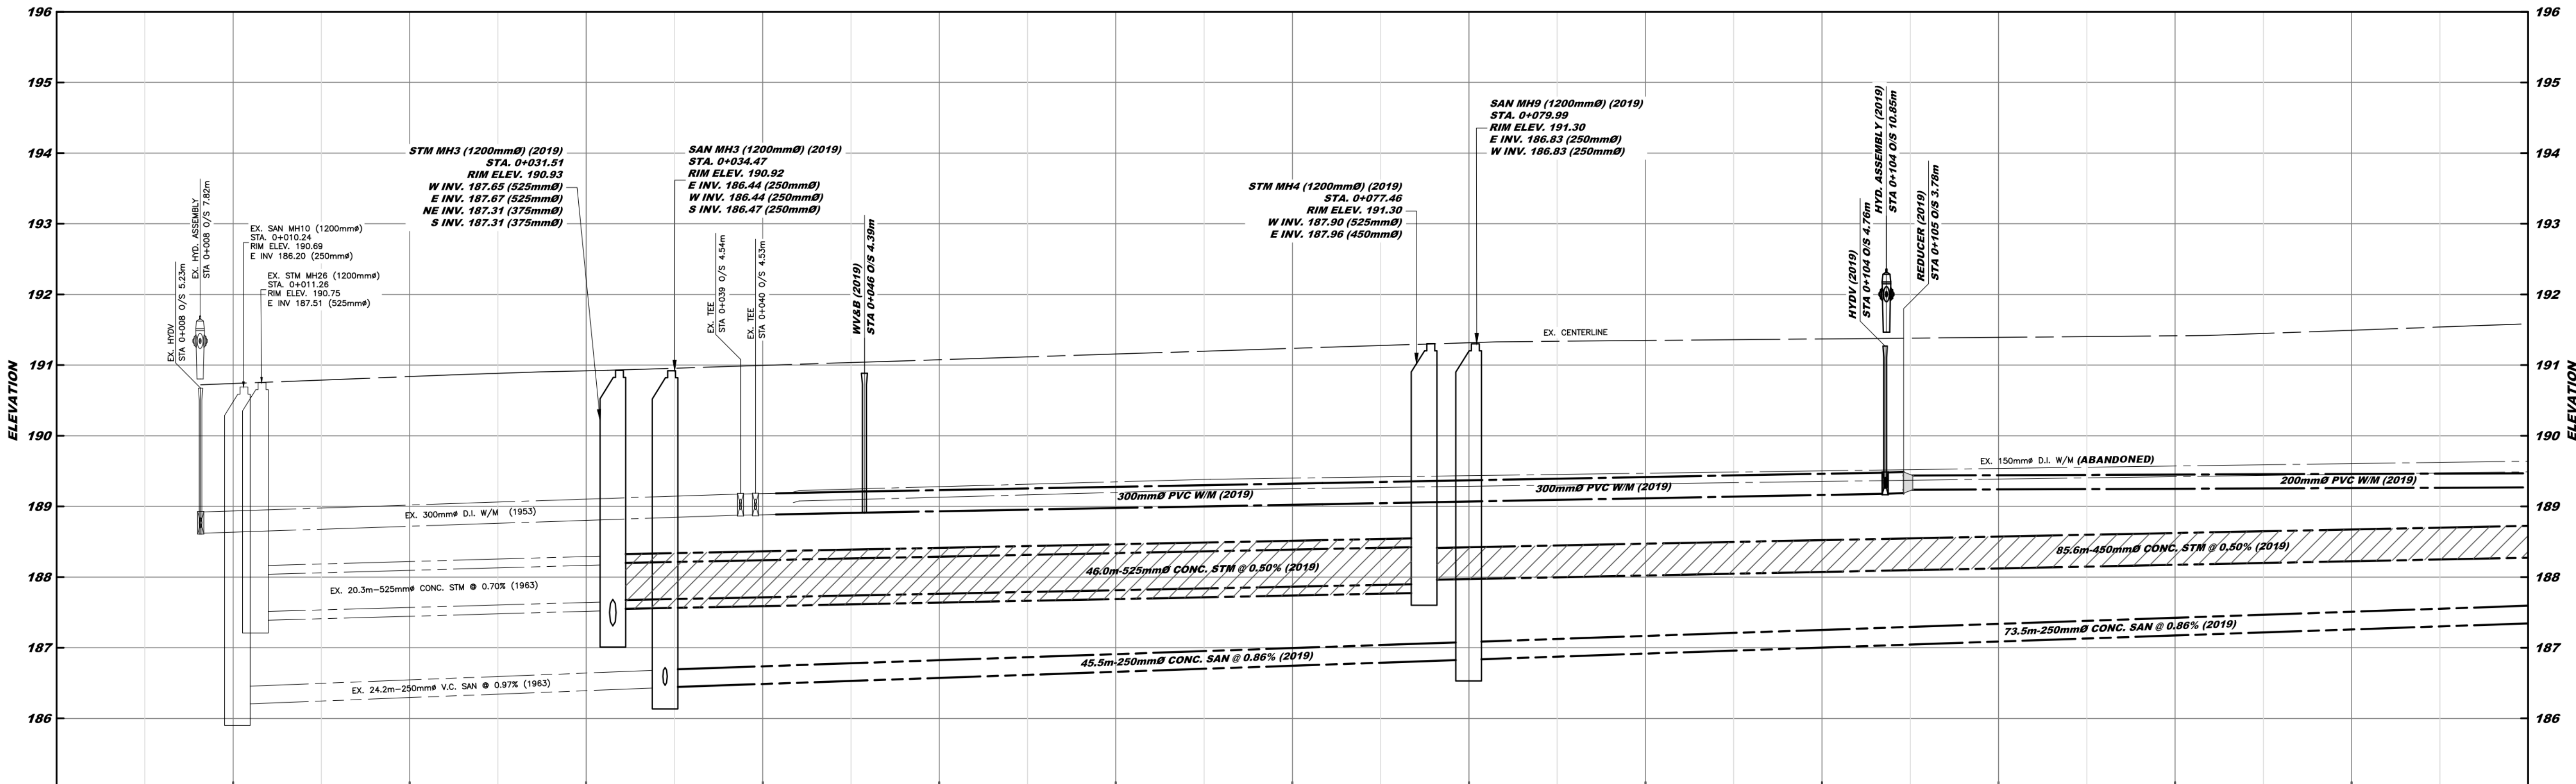 196
195
194
193
192
191
190
189
188
187
186
ELEVATION
EX. HYDV
STA 0+008 O/S 5.23m
EX. HYD. ASSEMBLY
STA 0+008 O/S 7.82m
EX. SAN MH10 (1200mmø)
STA. 0+010.24
RIM ELEV. 190.69
E INV 186.20 (250mmø)
EX. STM MH26 (1200mmø)
STA. 0+011.26
RIM ELEV. 190.75
E INV 187.51 (525mmø)
STM MH3 (1200mmØ) (2019)
STA. 0+031.51
RIM ELEV. 190.93
W INV. 187.65 (525mmØ)
E INV. 187.67 (525mmØ)
NE INV. 187.31 (375mmØ)
S INV. 187.31 (375mmØ)
SAN MH3 (1200mmØ) (2019)
STA. 0+034.47
RIM ELEV. 190.92
E INV. 186.44 (250mmØ)
W INV. 186.44 (250mmØ)
S INV. 186.47 (250mmØ)
EX. TEE
STA 0+039 O/S 4.54m
EX. TEE
STA 0+040 O/S 4.53m
WV&B (2019)
STA 0+046 O/S 4.39m
STM MH4 (1200mmØ) (2019)
STA. 0+077.46
RIM ELEV. 191.30
W INV. 187.90 (525mmØ)
E INV. 187.96 (450mmØ)
SAN MH9 (1200mmØ) (2019)
STA. 0+079.99
RIM ELEV. 191.30
E INV. 186.83 (250mmØ)
W INV. 186.83 (250mmØ)
HYDV (2019)
STA 0+104 O/S 4.76m
HYD. ASSEMBLY (2019)
STA 0+104 O/S 10.85m
REDUCER (2019)
STA 0+105 O/S 3.78m
EX. CENTERLINE
EX. 150mmø D.I. W/M (ABANDONED)
EX. 300mmø D.I. W/M (1953)
300mmØ PVC W/M (2019)
300mmØ PVC W/M (2019)
200mmØ PVC W/M (2019)
EX. 20.3m-525mmø CONC. STM @ 0.70% (1963)
46.0m-525mmØ CONC. STM @ 0.50% (2019)
85.6m-450mmØ CONC. STM @ 0.50% (2019)
EX. 24.2m-250mmø V.C. SAN @ 0.97% (1963)
45.5m-250mmØ CONC. SAN @ 0.86% (2019)
73.5m-250mmØ CONC. SAN @ 0.86% (2019)
196
195
194
193
192
191
190
189
188
187
186
ELEVATION